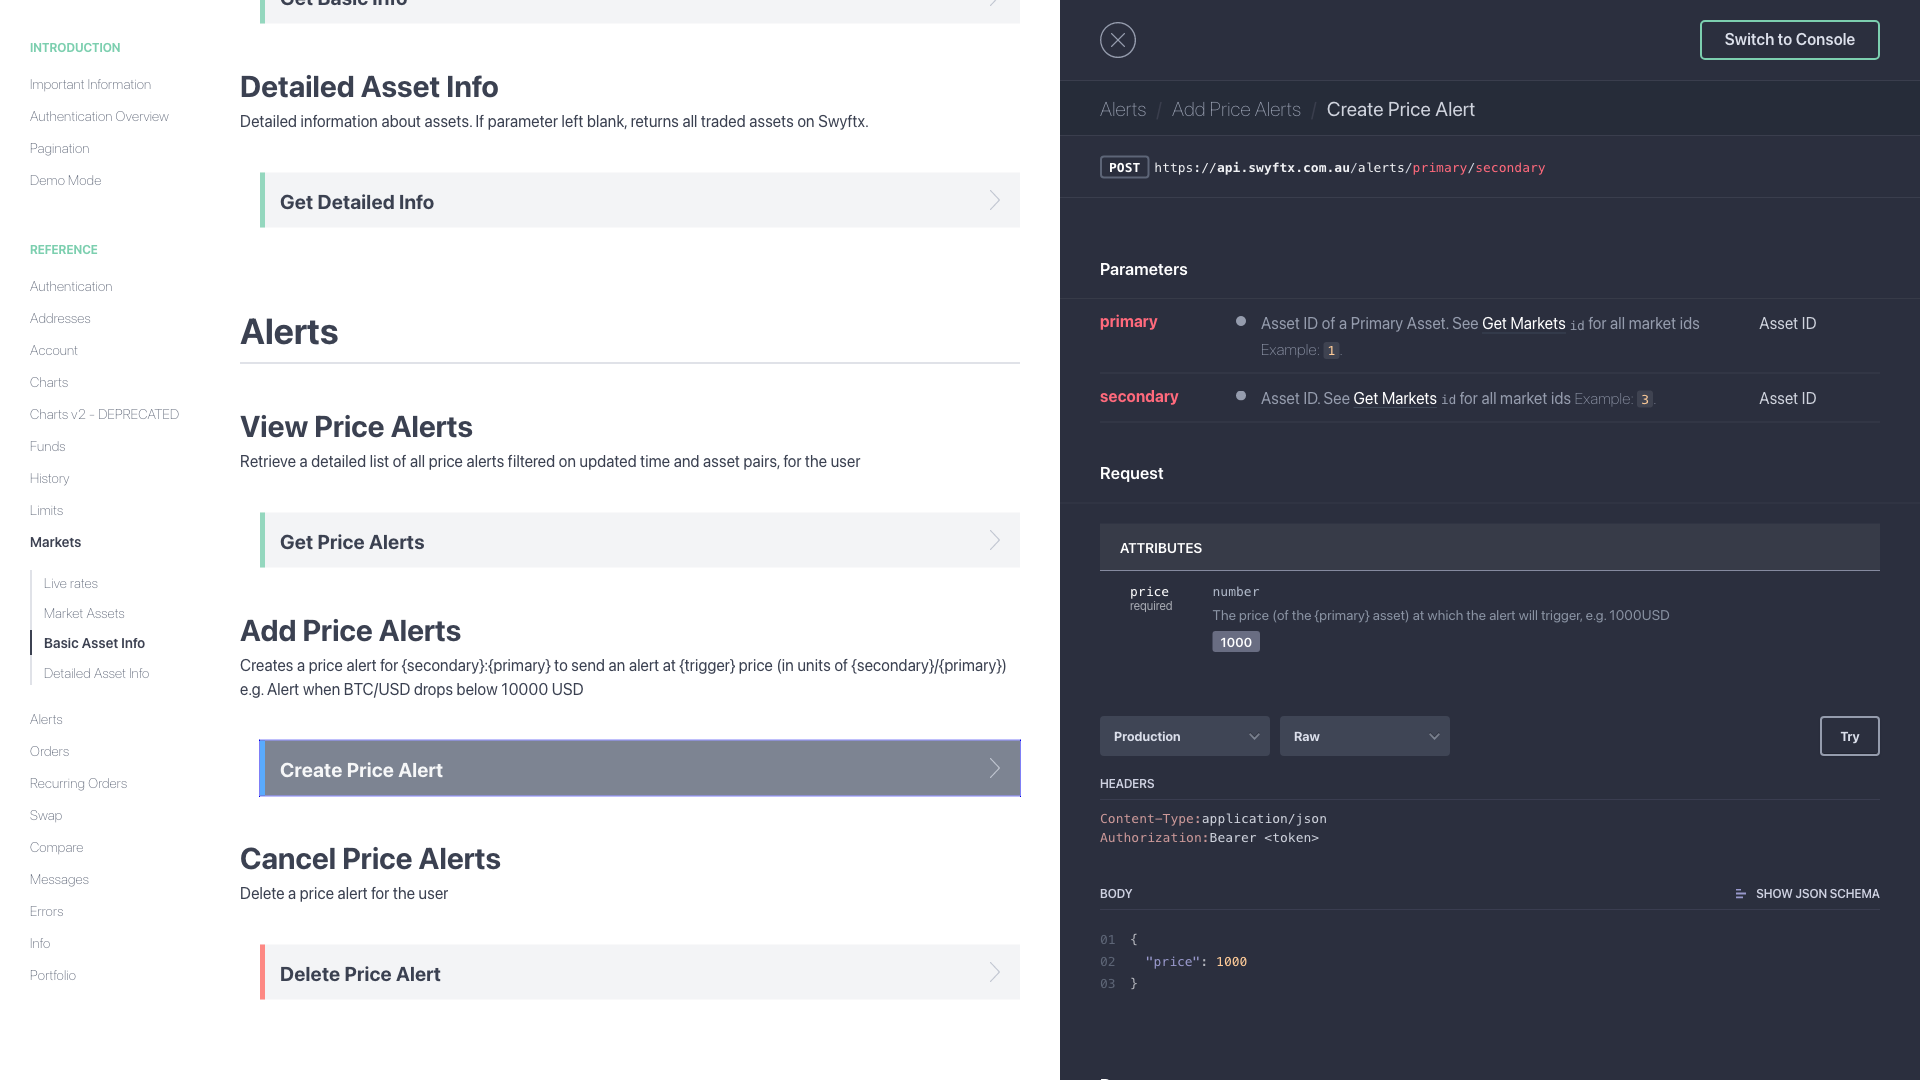 INTRODUCTION
Important Information
Authentication Overview
Pagination
Demo Mode
REFERENCE
Authentication
Addresses
Account
Charts
Charts v2 - DEPRECATED
Funds
History
Limits
Markets
Live rates
Market Assets
Basic Asset Info
Detailed Asset Info
Alerts
Orders
Recurring Orders
Swap
Compare
Messages
Errors
Info
Portfolio
Get Basic Info
Detailed Asset Info
Detailed information about assets. If parameter left blank, returns all traded assets on Swyftx.
Get Detailed Info
Alerts
View Price Alerts
Retrieve a detailed list of all price alerts filtered on updated time and asset pairs, for the user
Get Price Alerts
Add Price Alerts
Creates a price alert for {secondary}:{primary} to send an alert at {trigger} price (in units of {secondary}/{primary})
e.g. Alert when BTC/USD drops below 10000 USD
Create Price Alert
Cancel Price Alerts
Delete a price alert for the user
Delete Price Alert
Switch to Console
Alerts / Add Price Alerts / Create Price Alert
POST https://api.swyftx.com.au/alerts/primary/secondary
Parameters
primary Asset ID of a Primary Asset. See Get Markets id for all market ids Asset ID
Example: 1.
secondary Asset ID. See Get Markets id for all market ids Example: 3. Asset ID
Request
ATTRIBUTES
price number
required
The price (of the {primary} asset) at which the alert will trigger, e.g. 1000USD
1000
Production Raw Try
HEADERS
Content-Type:application/json
Authorization:Bearer <token>
BODY SHOW JSON SCHEMA
01 {
02 "price": 1000
03 }